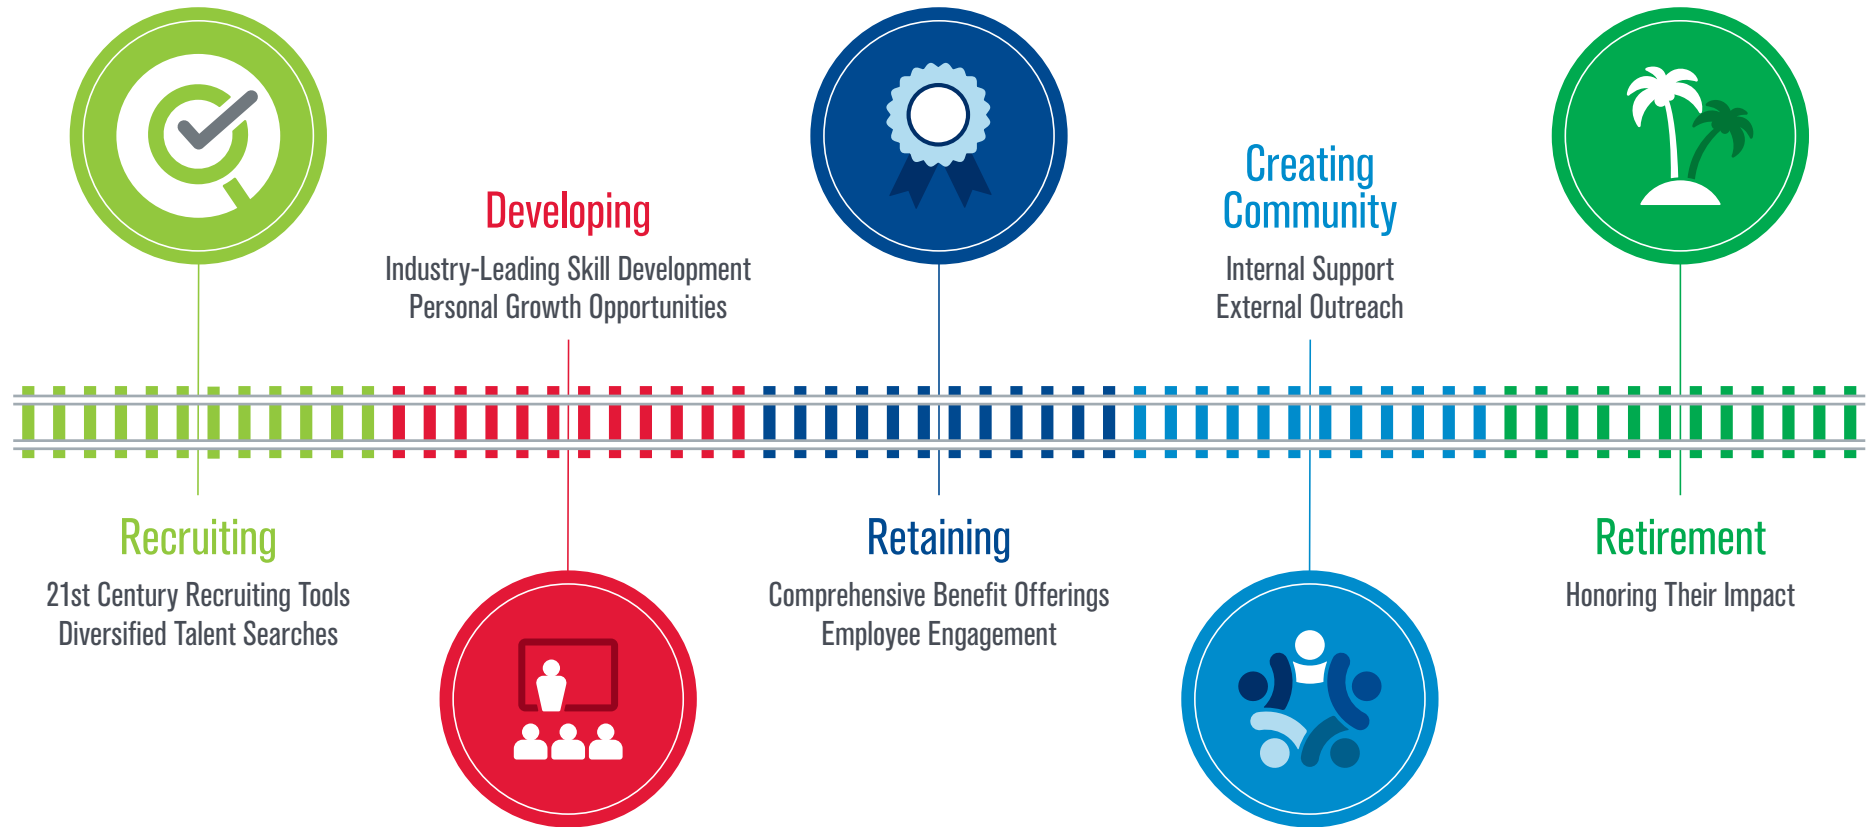 Recruiting
21st Century Recruiting Tools
Diversified Talent Searches
Developing
Industry-Leading Skill Development
Personal Growth Opportunities
Retaining
Comprehensive Benefit Offerings
Employee Engagement
Creating
Community
Internal Support
External Outreach
Retirement
Honoring Their Impact